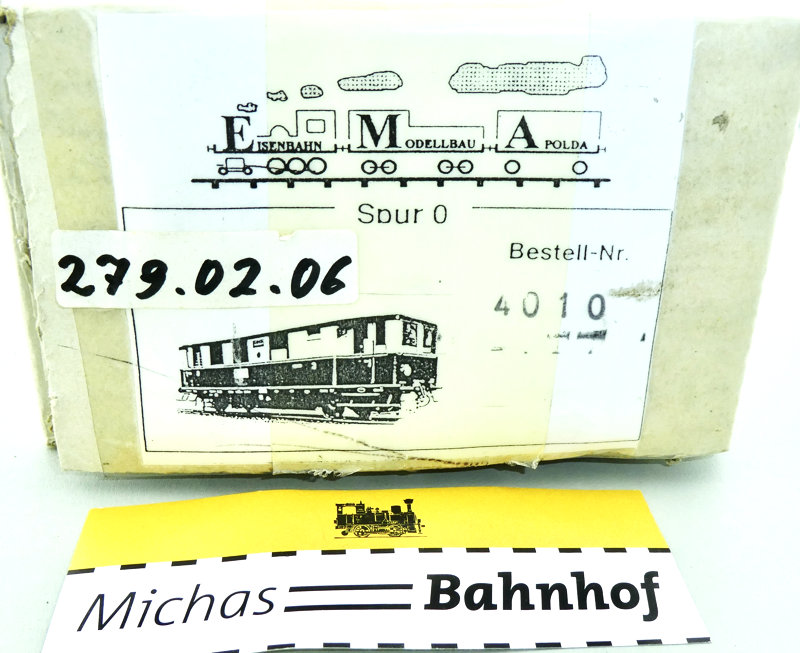 EISENBAHN MODELLBAU APOLDA
Spur 0
Bestell-Nr.
279.02.06
4010
Michas Bahnhof